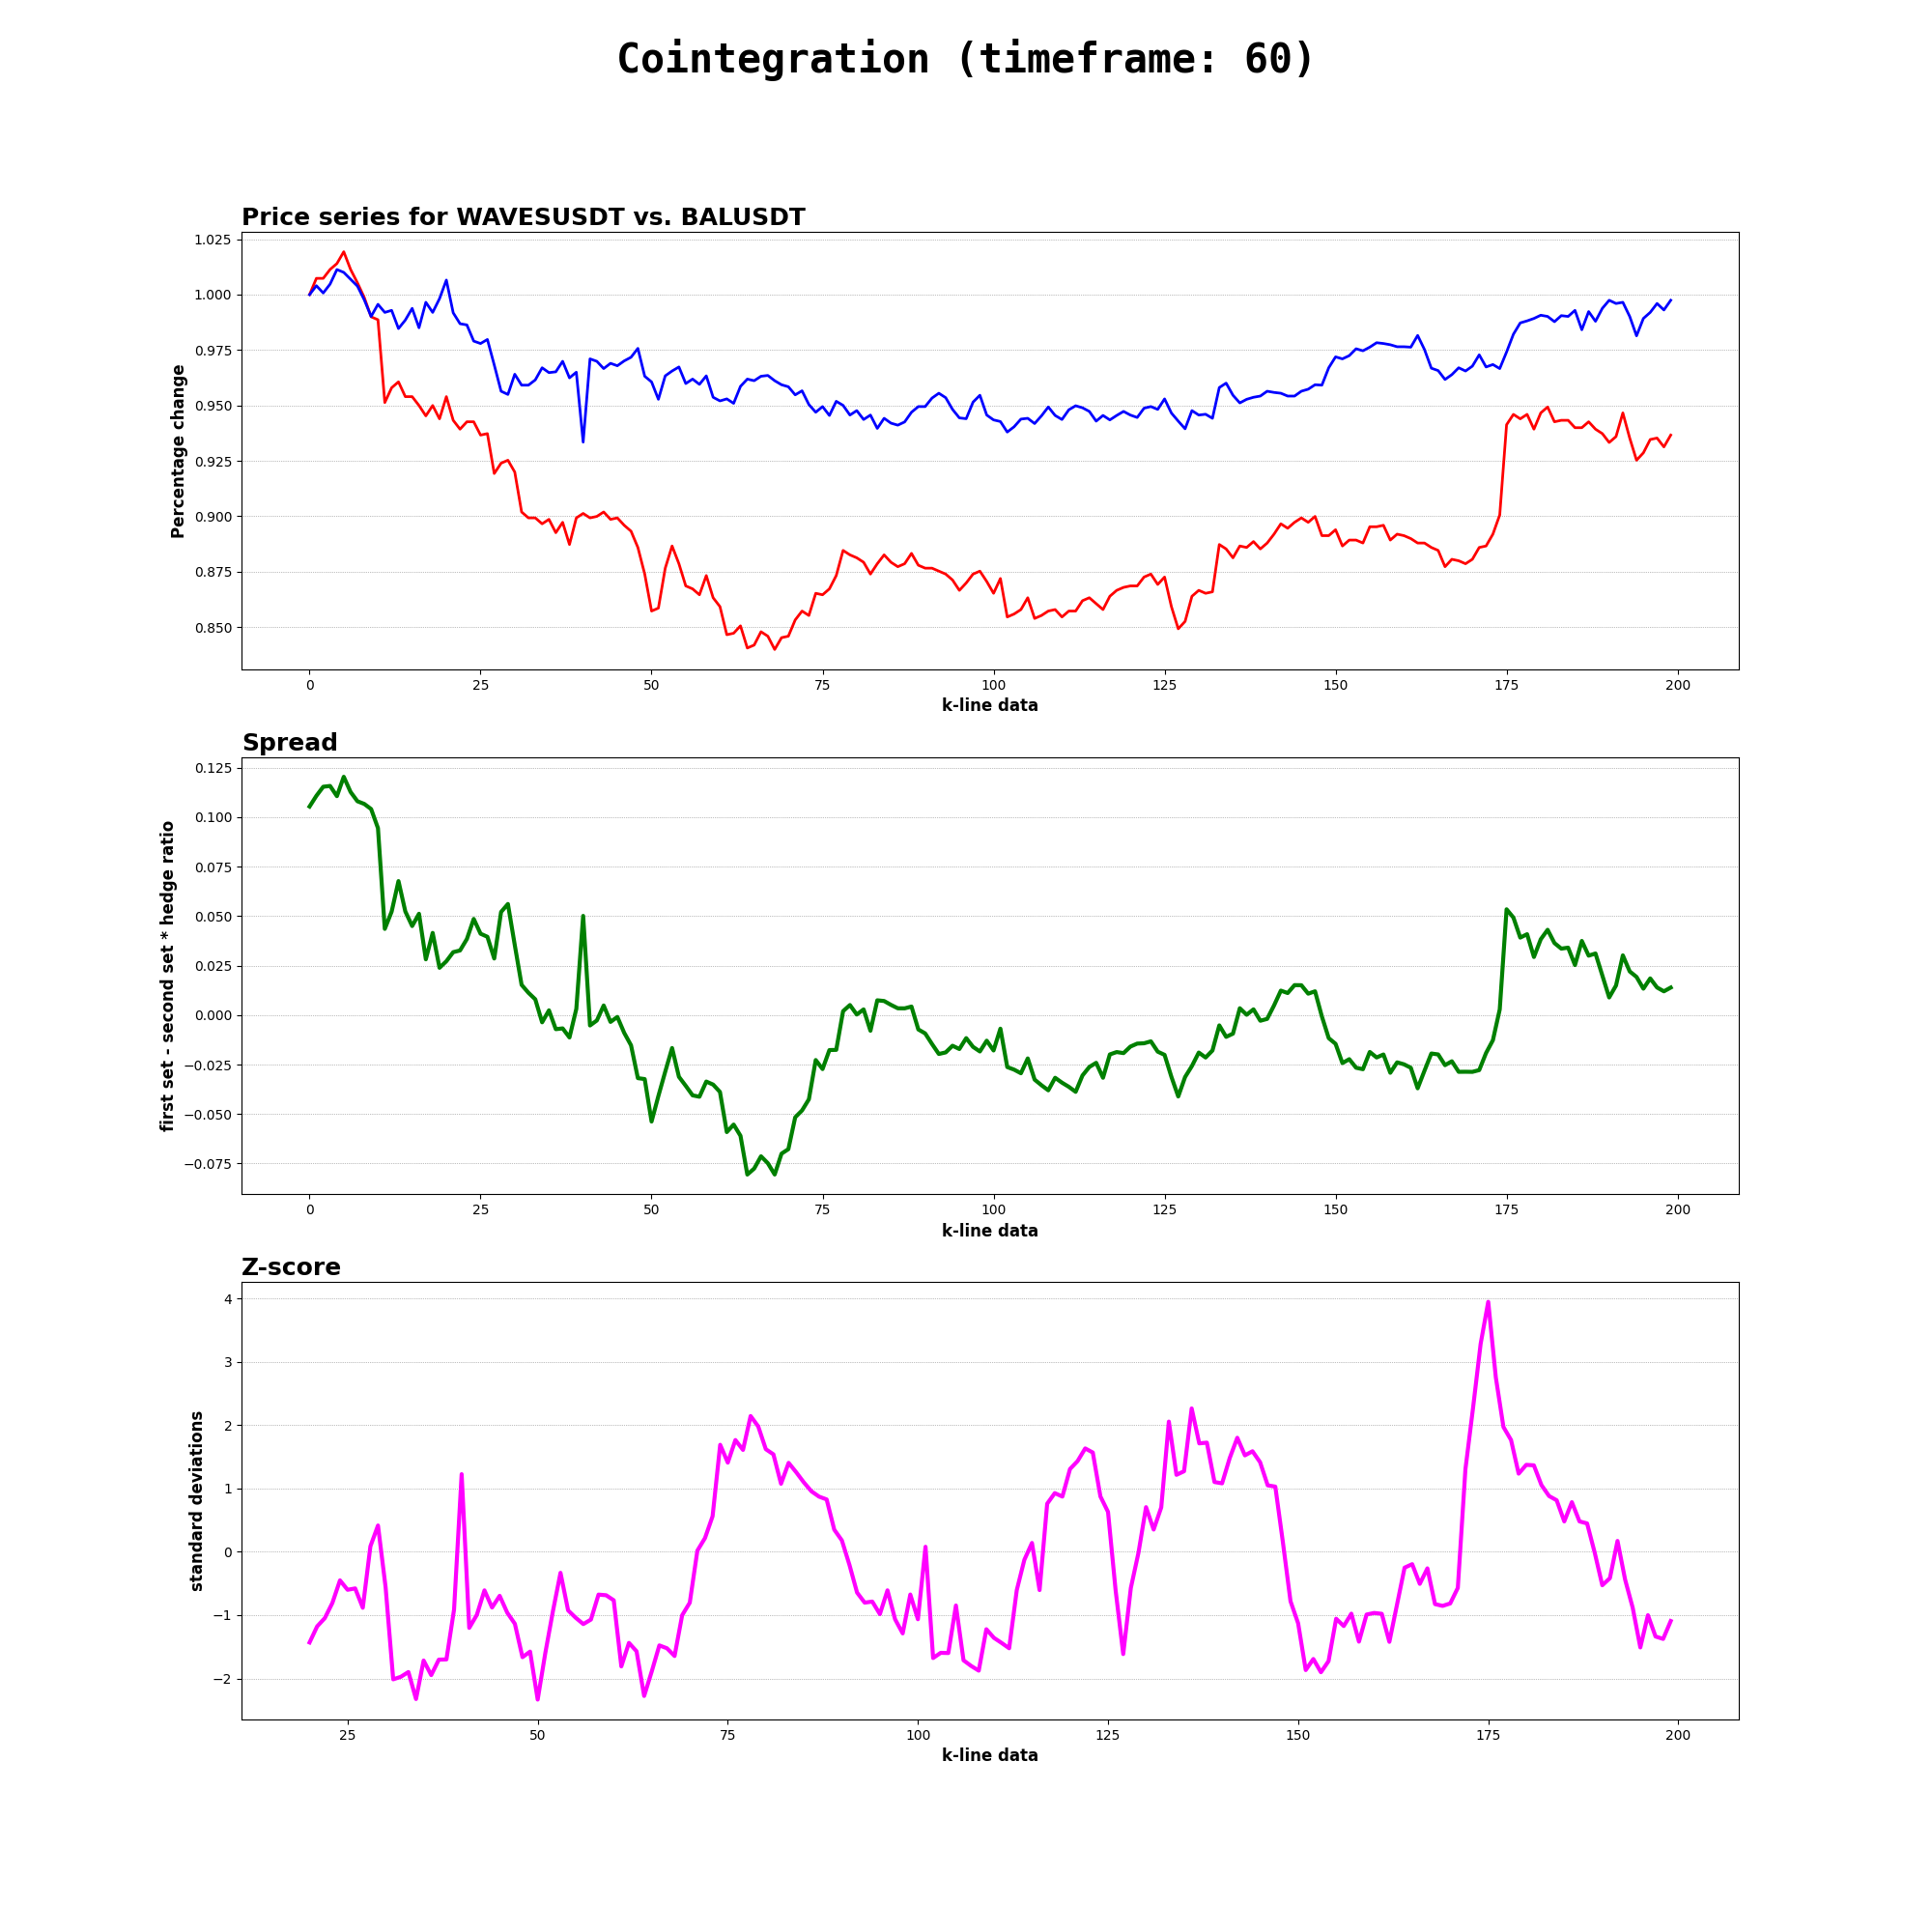 Cointegration (timeframe: 60)
Price series for WAVESUSDT vs. BALUSDT
Percentage change
1.025
1.000
0.975
0.950
0.925
0.900
0.875
0.850
0 25 50 75 100 125 150 175 200
k-line data
Spread
first set - second set * hedge ratio
0.125
0.100
0.075
0.050
0.025
0.000
−0.025
−0.050
−0.075
0 25 50 75 100 125 150 175 200
k-line data
Z-score
standard deviations
4
3
2
1
0
−1
−2
25 50 75 100 125 150 175 200
k-line data